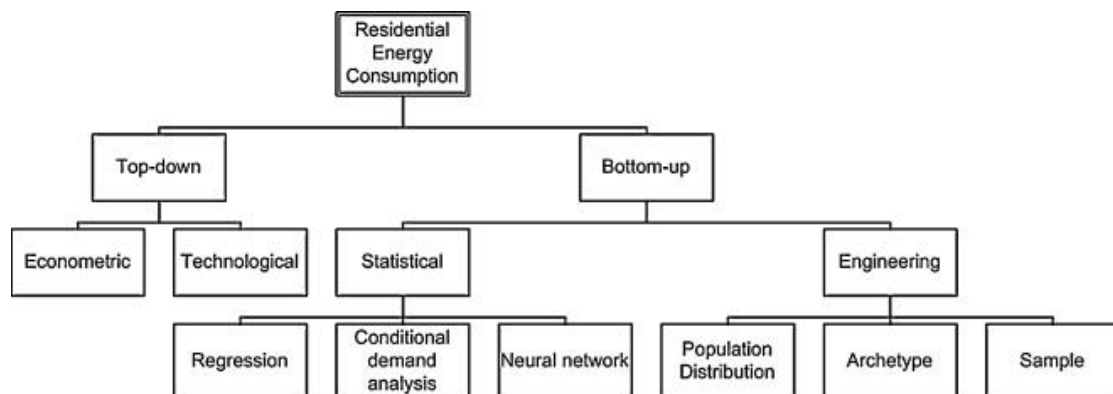 Residential
Energy
Consumption
Top-down
Bottom-up
Econometric
Technological
Statistical
Engineering
Regression
Conditional
demand
analysis
Neural network
Population
Distribution
Archetype
Sample